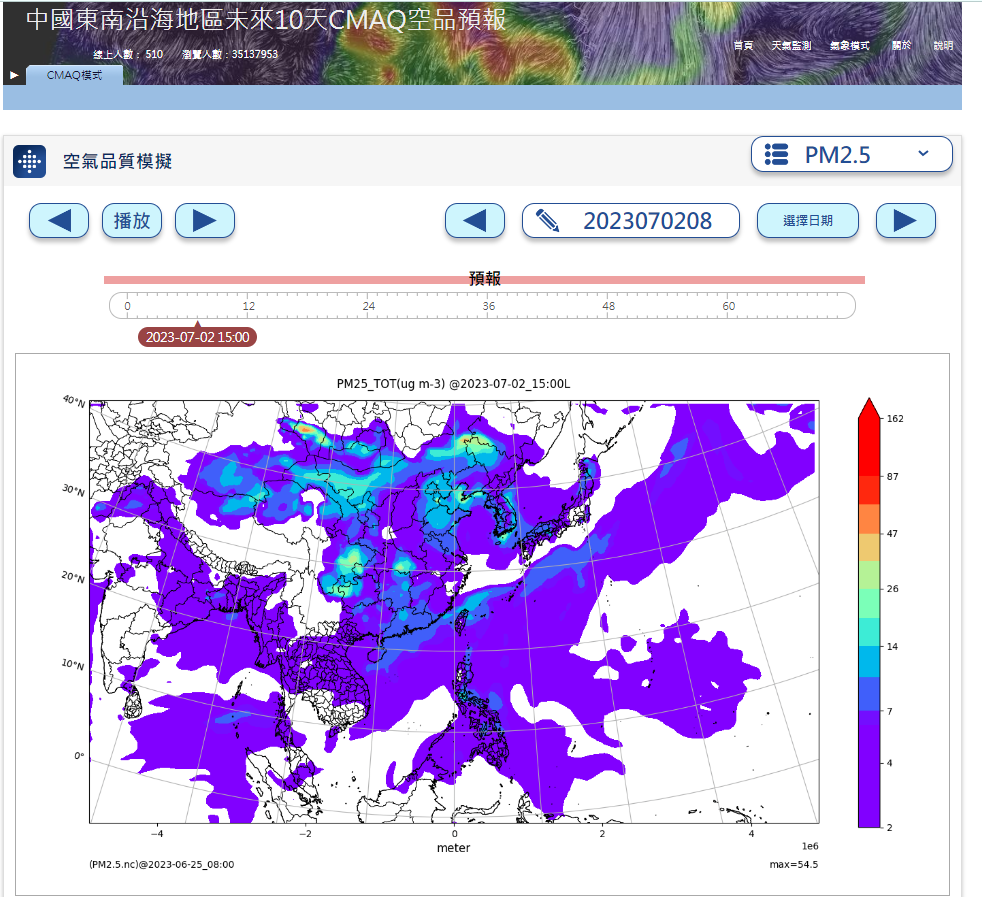 中國東南沿海地區未來10天CMAQ空品預報
線上人數： 510 瀏覽人數：35137953
首頁 天氣監測 氣象模式 關於 說明
▶ CMAQ模式
空氣品質模擬
PM2.5
播放
2023070208
選擇日期
預報
0 12 24 36 48 60
2023-07-02 15:00
PM25_TOT(ug m-3) @2023-07-02_15:00L
40°N
30°N
20°N
10°N
0°
162
87
47
26
14
7
4
2
−4 −2 0 2 4
1e6
meter
(PM2.5.nc)@2023-06-25_08:00
max=54.5